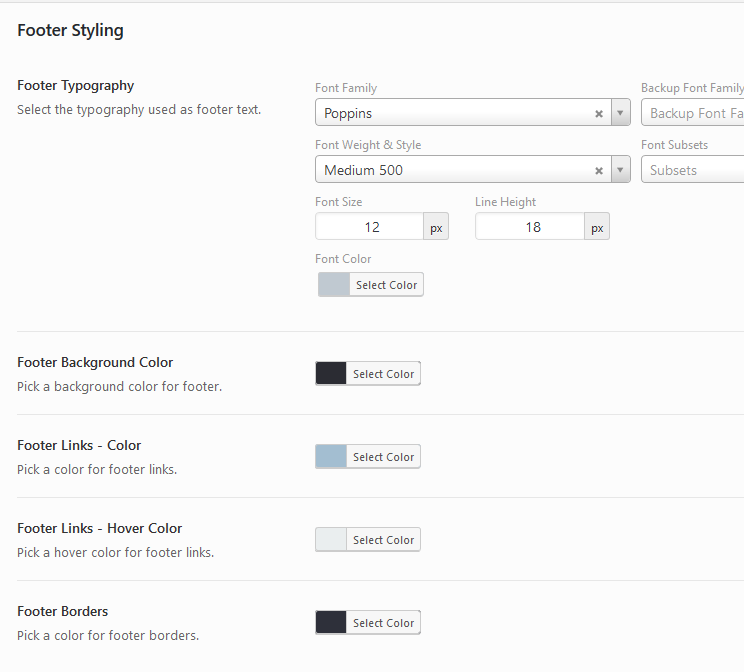 Footer Styling
Footer Typography
Select the typography used as footer text.
Font Family
Backup Font Family
Poppins
Backup Font Fa
Font Weight & Style
Font Subsets
Medium 500
Subsets
Font Size
Line Height
12 px
18 px
Font Color
Select Color
Footer Background Color
Pick a background color for footer.
Select Color
Footer Links - Color
Pick a color for footer links.
Select Color
Footer Links - Hover Color
Pick a hover color for footer links.
Select Color
Footer Borders
Pick a color for footer borders.
Select Color